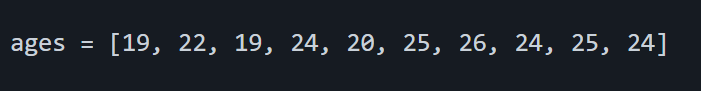 ages = [19, 22, 19, 24, 20, 25, 26, 24, 25, 24]